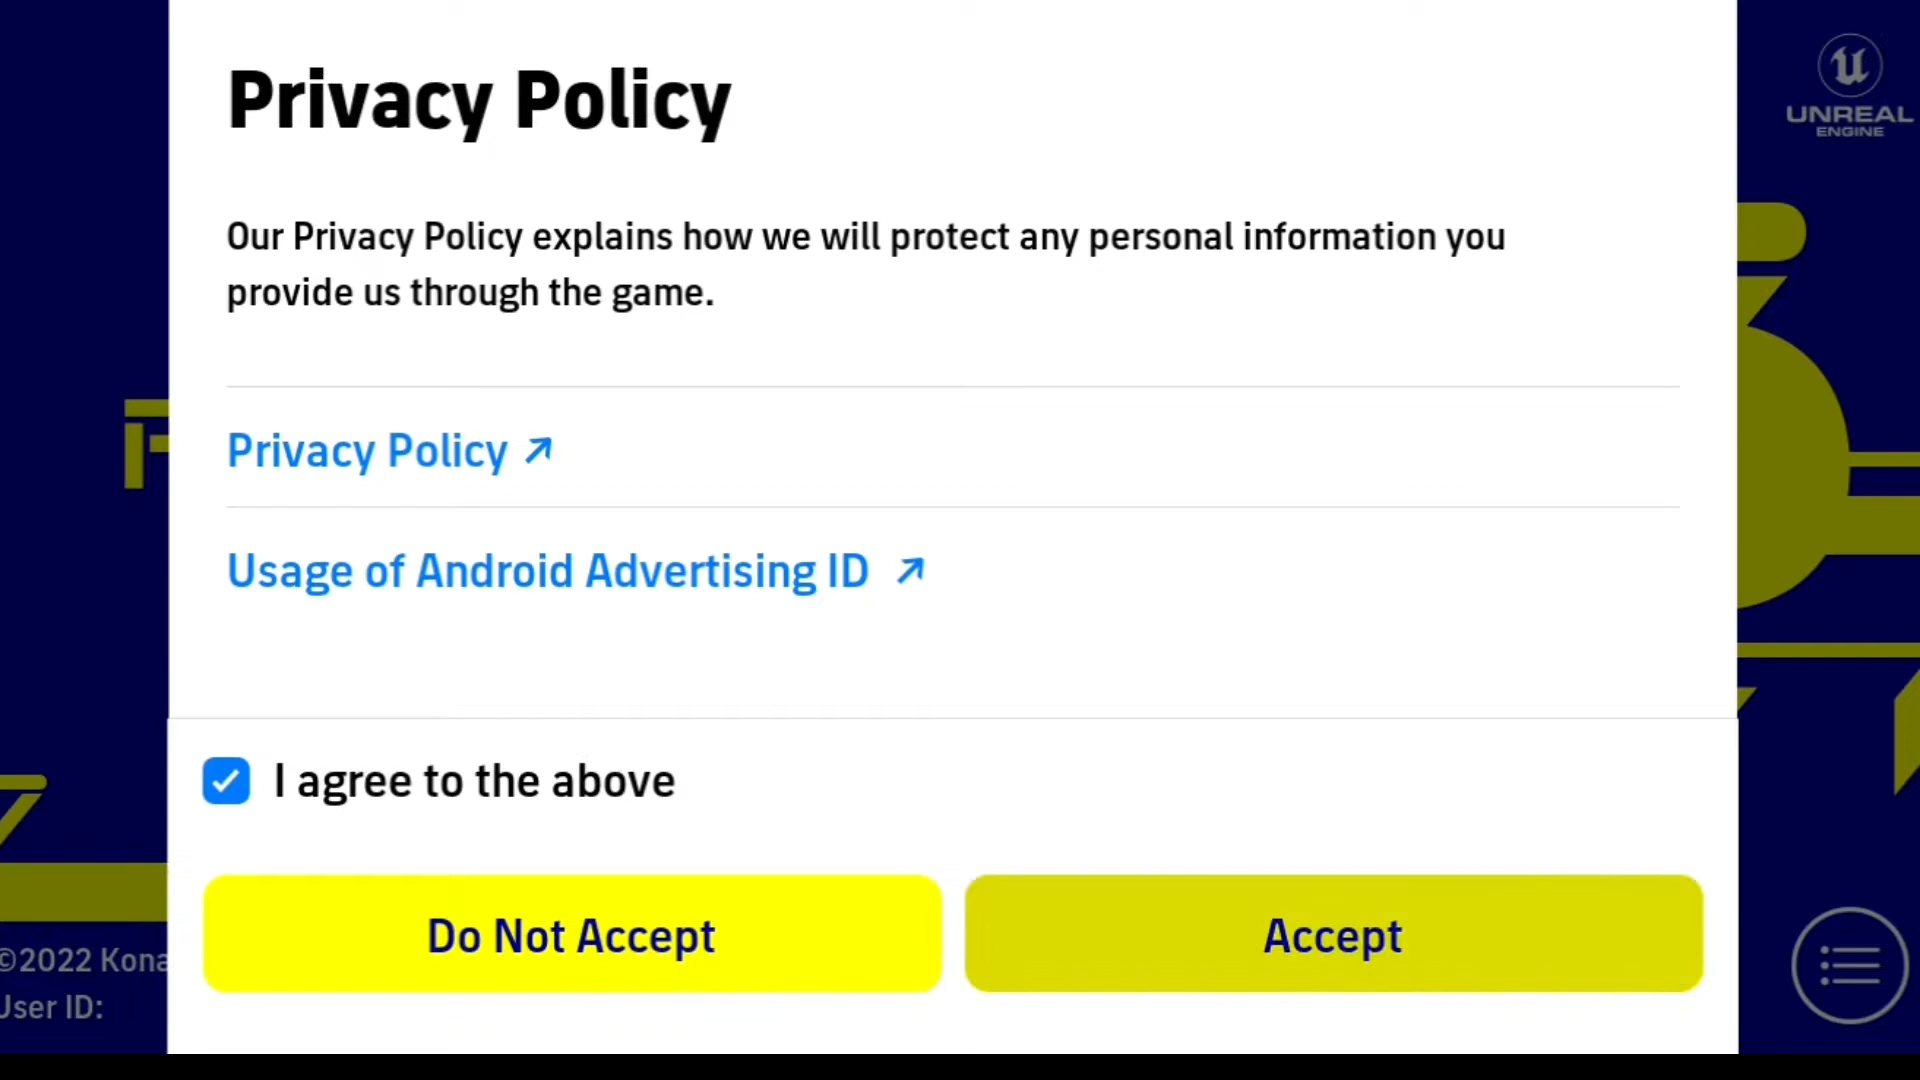 Privacy Policy
UNREAL
ENGINE
Our Privacy Policy explains how we will protect any personal information you
provide us through the game.
Privacy Policy
Usage of Android Advertising ID
I agree to the above
Do Not Accept
Accept
©2022 Kona
User ID: